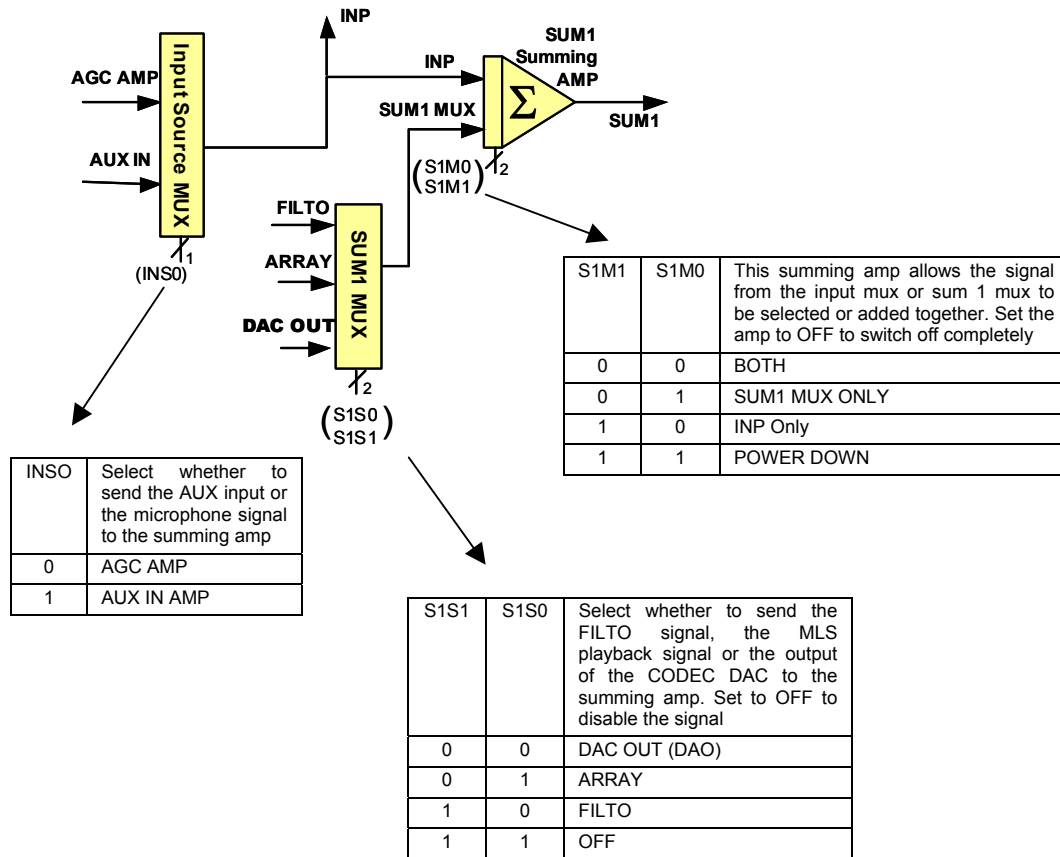 INP
AGC AMP
AUX IN
Input Source MUX
1
(INS0)
INP
SUM1 MUX
SUM1
Summing
AMP
Σ
SUM1
(S1M0
S1M1)
2
FILTO
ARRAY
DAC OUT
SUM1 MUX
2
(S1S0
S1S1)
S1M1 S1M0 This summing amp allows the signal
from the input mux or sum 1 mux to
be selected or added together. Set the
amp to OFF to switch off completely
0 0 BOTH
0 1 SUM1 MUX ONLY
1 0 INP Only
1 1 POWER DOWN
INSO Select whether to
send the AUX input or
the microphone signal
to the summing amp
0 AGC AMP
1 AUX IN AMP
S1S1 S1S0 Select whether to send the
FILTO signal, the MLS
playback signal or the output
of the CODEC DAC to the
summing amp. Set to OFF to
disable the signal
0 0 DAC OUT (DAO)
0 1 ARRAY
1 0 FILTO
1 1 OFF